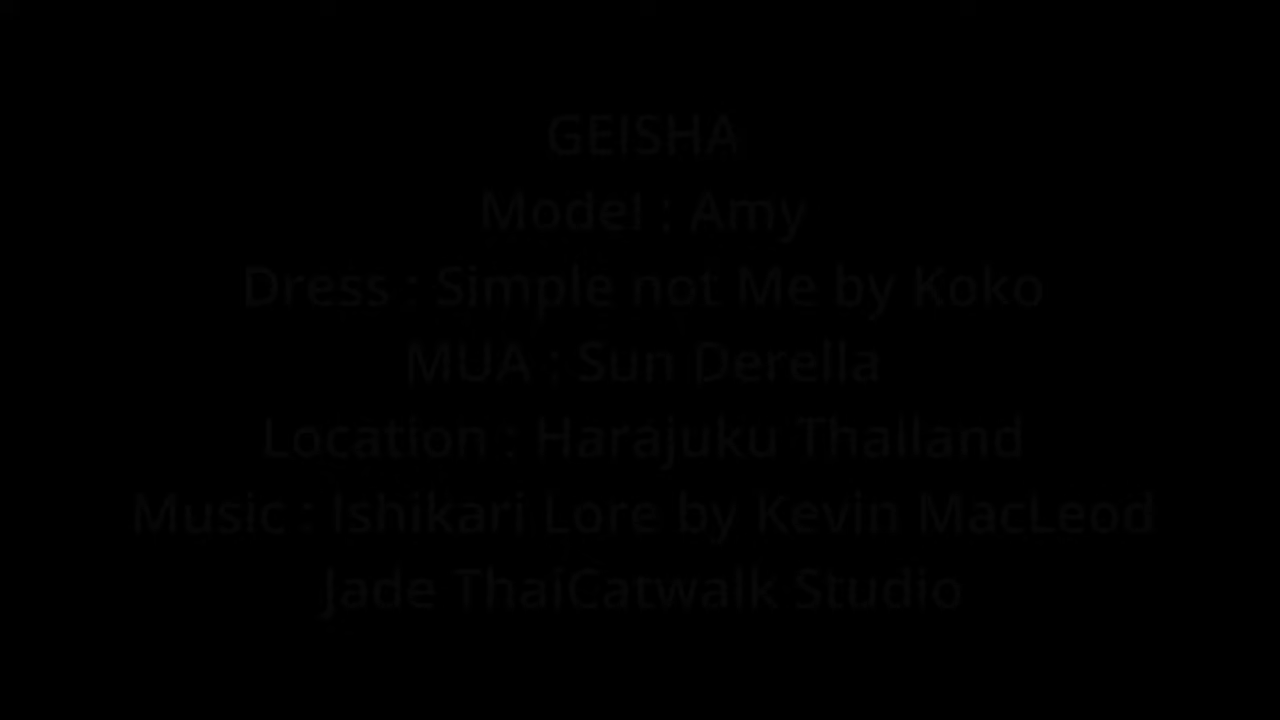 GEISHA
Model : Amy
Dress : Simple not Me by Koko
MUA : Sun Derella
Location : Harajuku Thailand
Music : Ishikari Lore by Kevin MacLeod
Jade ThaiCatwalk Studio